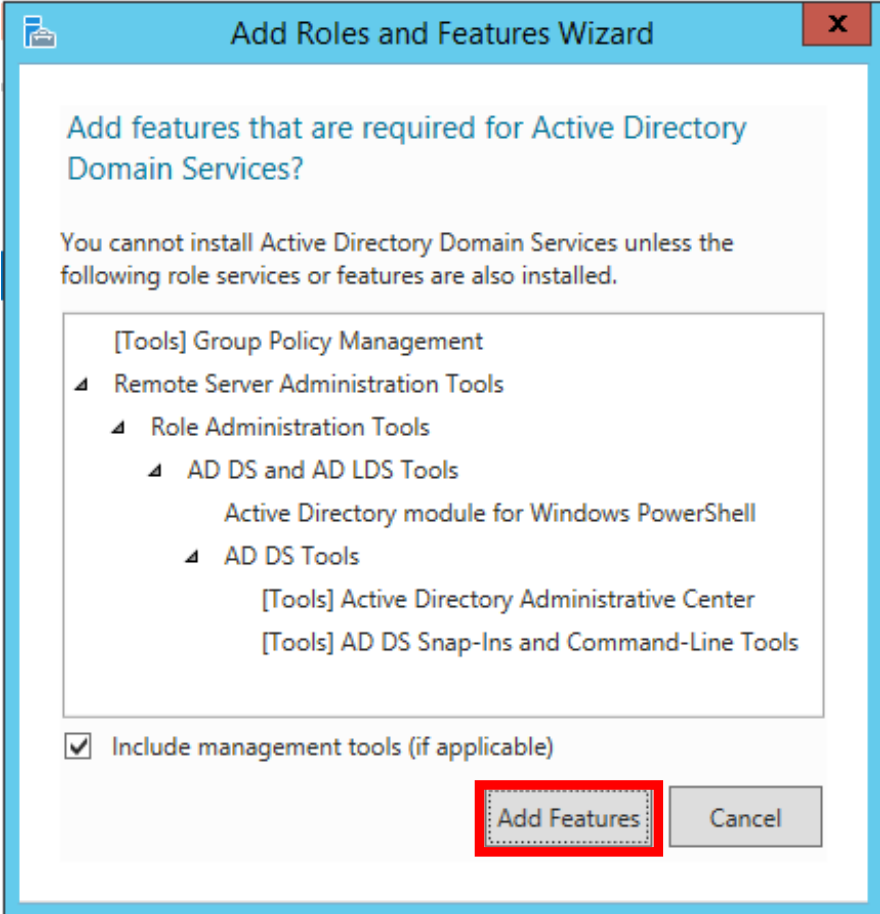 Add Roles and Features Wizard
x
Add features that are required for Active Directory
Domain Services?
You cannot install Active Directory Domain Services unless the
following role services or features are also installed.
[Tools] Group Policy Management
Remote Server Administration Tools
Role Administration Tools
AD DS and AD LDS Tools
Active Directory module for Windows PowerShell
AD DS Tools
[Tools] Active Directory Administrative Center
[Tools] AD DS Snap-Ins and Command-Line Tools
Include management tools (if applicable)
Add Features Cancel